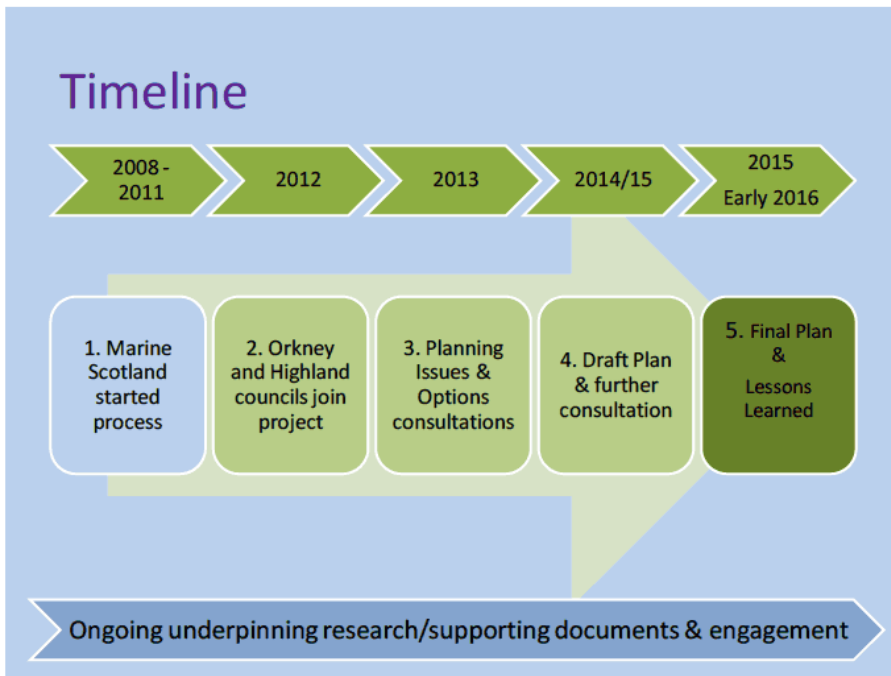 Timeline
2008 -
2011
2012
2013
2014/15
2015
Early 2016
1. Marine
Scotland
started
process
2. Orkney
and Highland
councils join
project
3. Planning
Issues &
Options
consultations
4. Draft Plan
& further
consultation
5. Final Plan
&
Lessons
Learned
Ongoing underpinning research/supporting documents & engagement